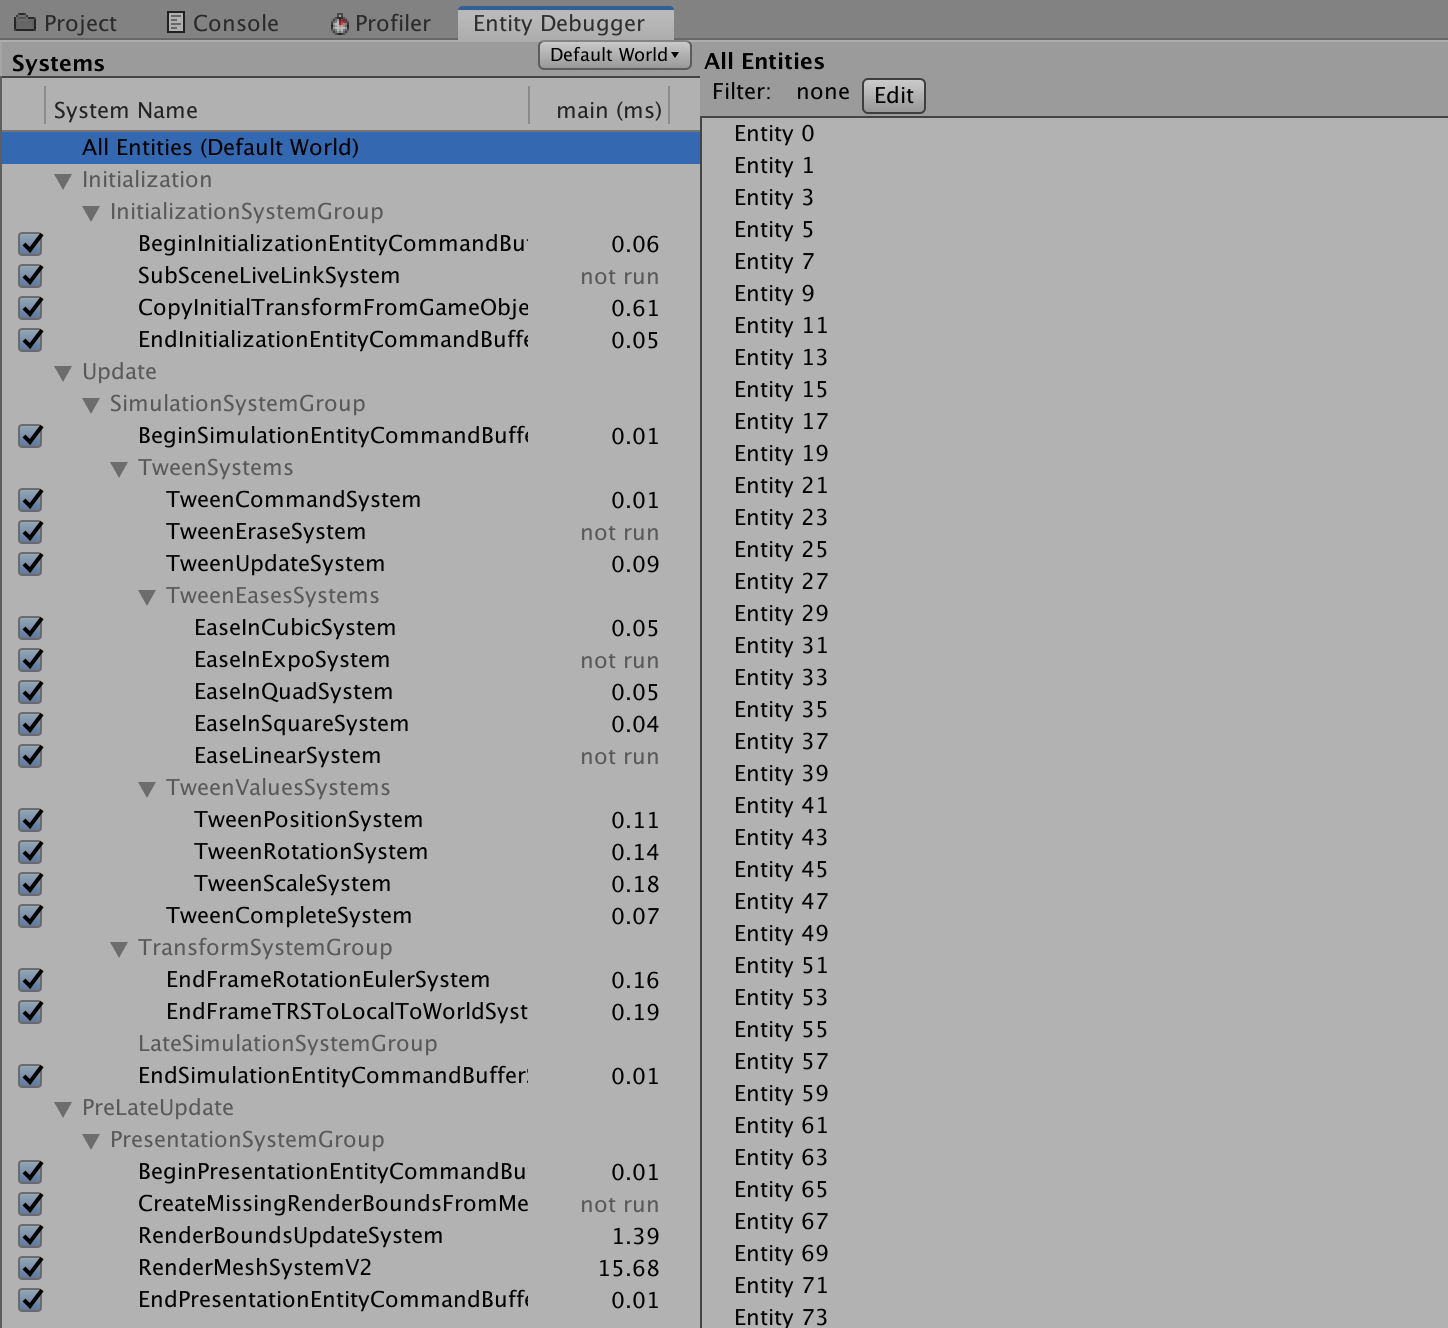 Project Console Profiler Entity Debugger
Systems Default World
System Name main (ms)
All Entities (Default World)
Initialization
InitializationSystemGroup
BeginInitializationEntityCommandBu 0.06
SubSceneLiveLinkSystem not run
CopyInitialTransformFromGameObje 0.61
EndInitializationEntityCommandBuffe 0.05
Update
SimulationSystemGroup
BeginSimulationEntityCommandBuffe 0.01
TweenSystems
TweenCommandSystem 0.01
TweenEraseSystem not run
TweenUpdateSystem 0.09
TweenEasesSystems
EaseInCubicSystem 0.05
EaseInExpoSystem not run
EaseInQuadSystem 0.05
EaseInSquareSystem 0.04
EaseLinearSystem not run
TweenValuesSystems
TweenPositionSystem 0.11
TweenRotationSystem 0.14
TweenScaleSystem 0.18
TweenCompleteSystem 0.07
TransformSystemGroup
EndFrameRotationEulerSystem 0.16
EndFrameTRSToLocalToWorldSyst 0.19
LateSimulationSystemGroup
EndSimulationEntityCommandBuffer 0.01
PreLateUpdate
PresentationSystemGroup
BeginPresentationEntityCommandBu 0.01
CreateMissingRenderBoundsFromMe not run
RenderBoundsUpdateSystem 1.39
RenderMeshSystemV2 15.68
EndPresentationEntityCommandBuffe 0.01
All Entities
Filter: none Edit
Entity 0
Entity 1
Entity 3
Entity 5
Entity 7
Entity 9
Entity 11
Entity 13
Entity 15
Entity 17
Entity 19
Entity 21
Entity 23
Entity 25
Entity 27
Entity 29
Entity 31
Entity 33
Entity 35
Entity 37
Entity 39
Entity 41
Entity 43
Entity 45
Entity 47
Entity 49
Entity 51
Entity 53
Entity 55
Entity 57
Entity 59
Entity 61
Entity 63
Entity 65
Entity 67
Entity 69
Entity 71
Entity 73